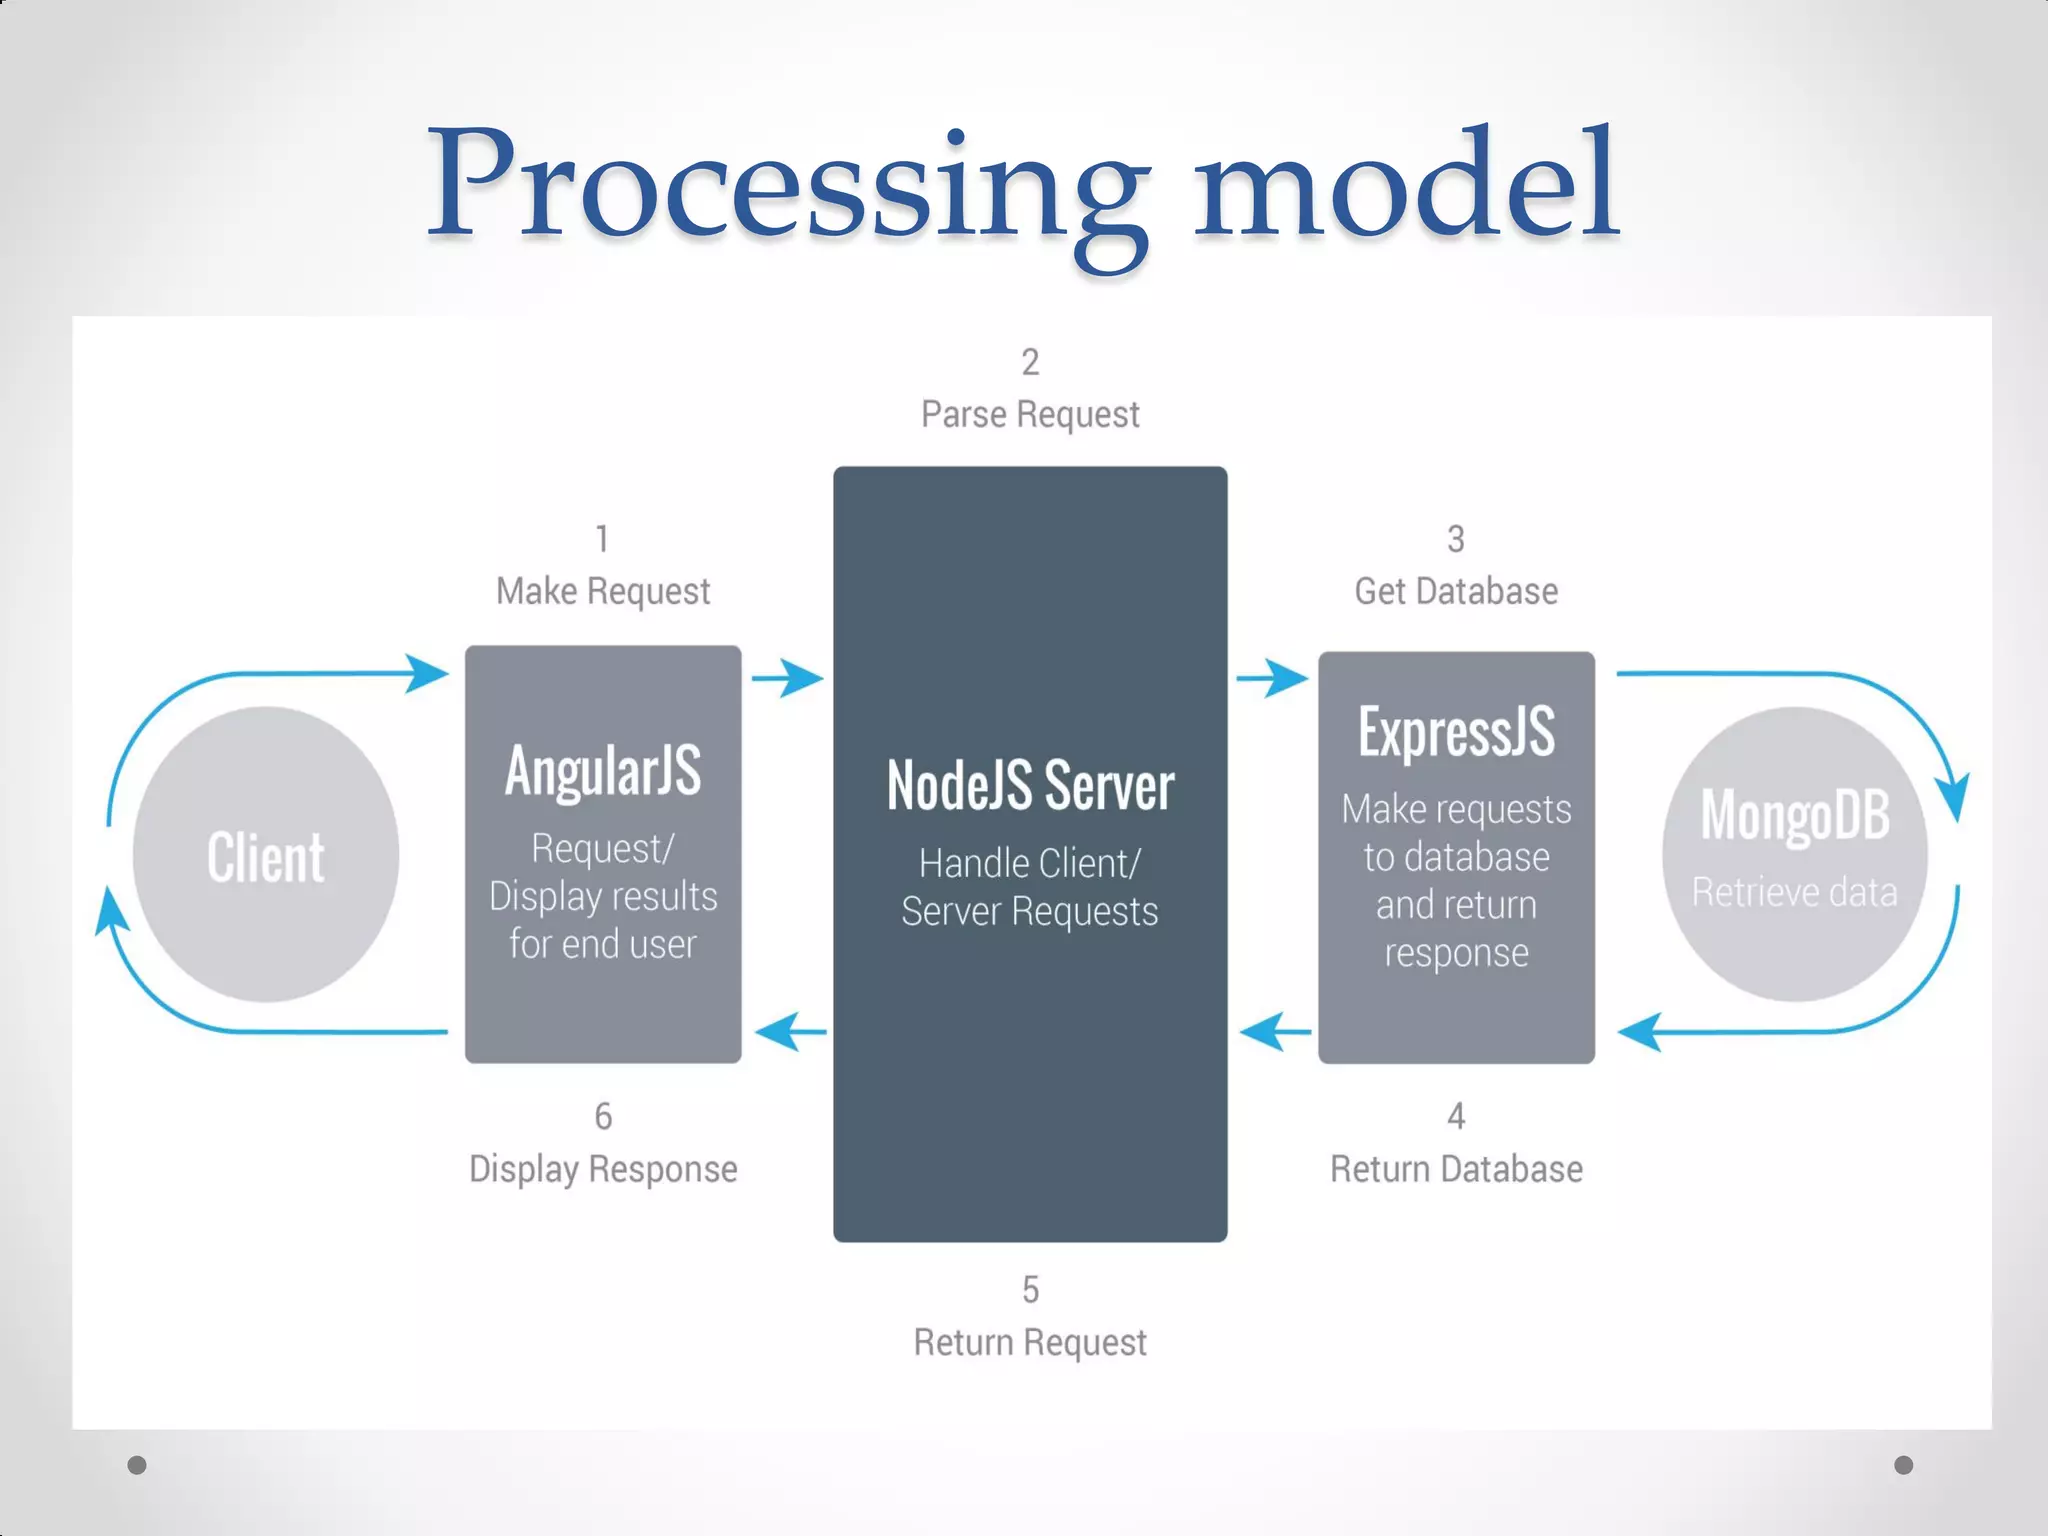 Processing model
2
Parse Request
1
Make Request
3
Get Database
Client
AngularJS
Request/
Display results
for end user
NodeJS Server
Handle Client/
Server Requests
ExpressJS
Make requests
to database
and return
response
MongoDB
Retrieve data
6
Display Response
4
Return Database
5
Return Request